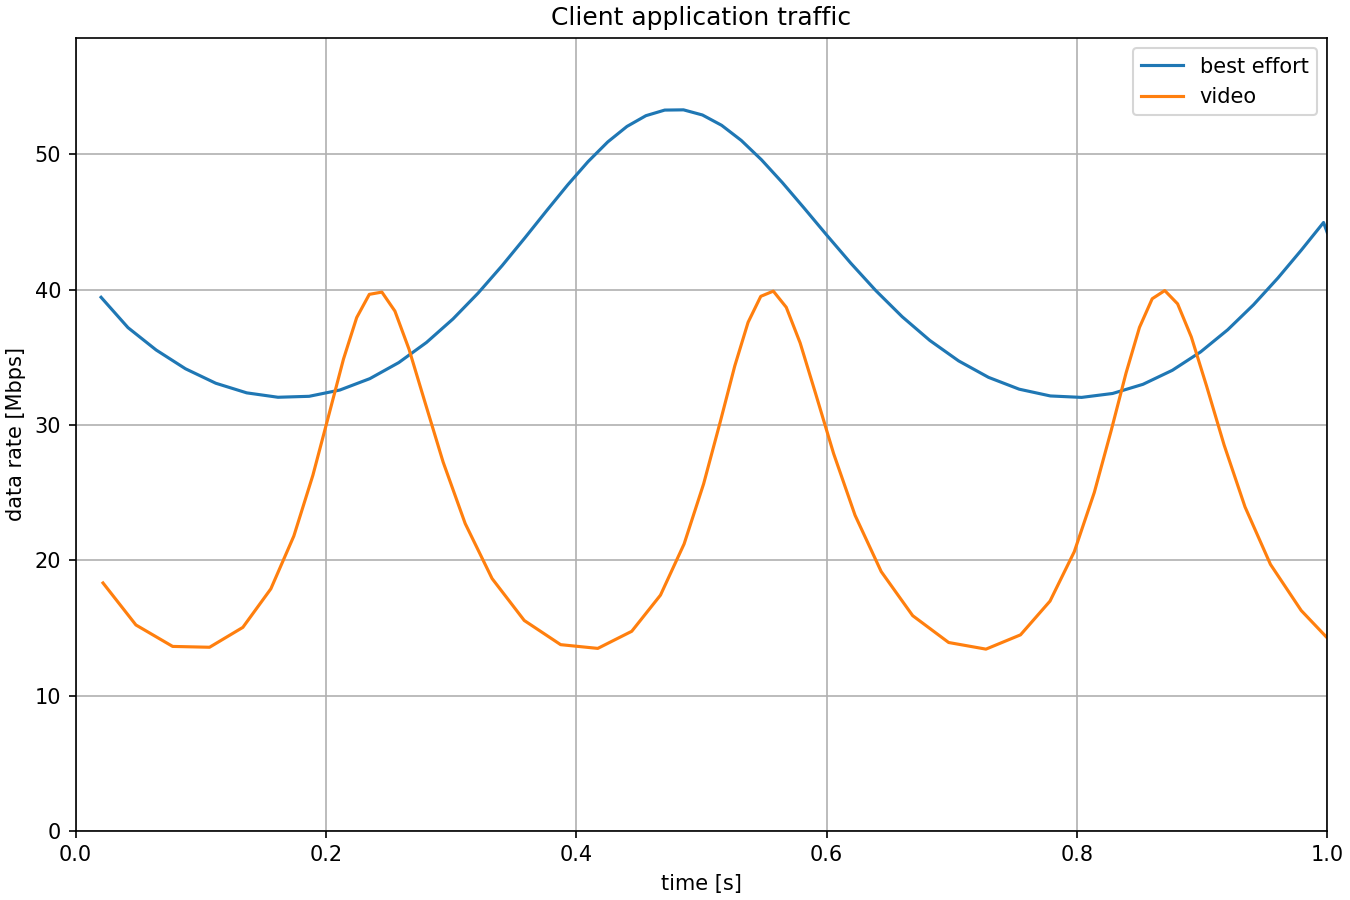 Client application traffic
best effort
video
data rate [Mbps]
50
40
30
20
10
0
0.0 0.2 0.4 0.6 0.8 1.0
time [s]